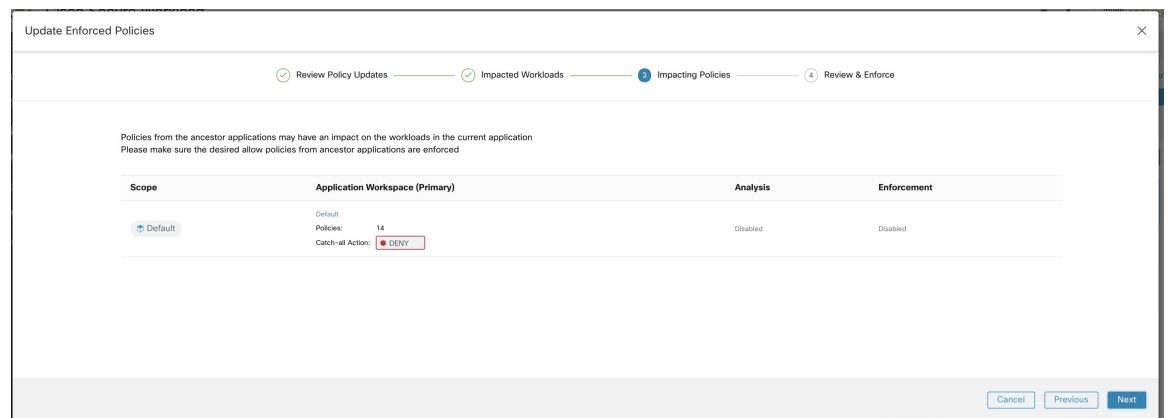 Update Enforced Policies
Review Policy Updates
Impacted Workloads
3 Impacting Policies
4 Review & Enforce
Policies from the ancestor applications may have an impact on the workloads in the current application
Please make sure the desired allow policies from ancestor applications are enforced
Scope Application Workspace (Primary) Analysis Enforcement
Default
Default
Policies: 14
Catch-all Action: DENY
Disabled Disabled
Cancel Previous Next